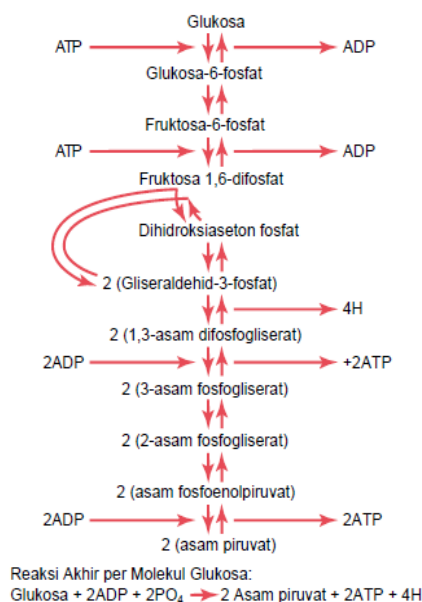 Glukosa
ATP ADP
Glukosa-6-fosfat
Fruktosa-6-fosfat
ATP ADP
Fruktosa 1,6-difosfat
Dihidroksiaseton fosfat
2 (Gliseraldehid-3-fosfat)
4H
2 (1,3-asam difosfogliserat)
2ADP +2ATP
2 (3-asam fosfogliserat)
2 (2-asam fosfogliserat)
2 (asam fosfoenolpiruvat)
2ADP 2ATP
2 (asam piruvat)
Reaksi Akhir per Molekul Glukosa:
Glukosa + 2ADP + 2PO₄ → 2 Asam piruvat + 2ATP + 4H